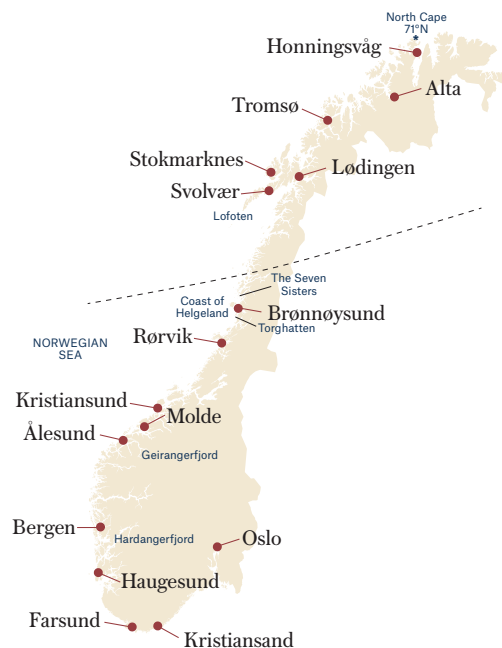 North Cape
71°N
*
Honningsvåg
Alta
Tromsø
Stokmarknes
Lødingen
Svolvær
Lofoten
The Seven
Sisters
Coast of
Helgeland
Brønnøysund
Torghatten
Rørvik
NORWEGIAN
SEA
Kristiansund
Molde
Ålesund
Geirangerfjord
Bergen
Hardangerfjord
Oslo
Haugesund
Farsund
Kristiansand